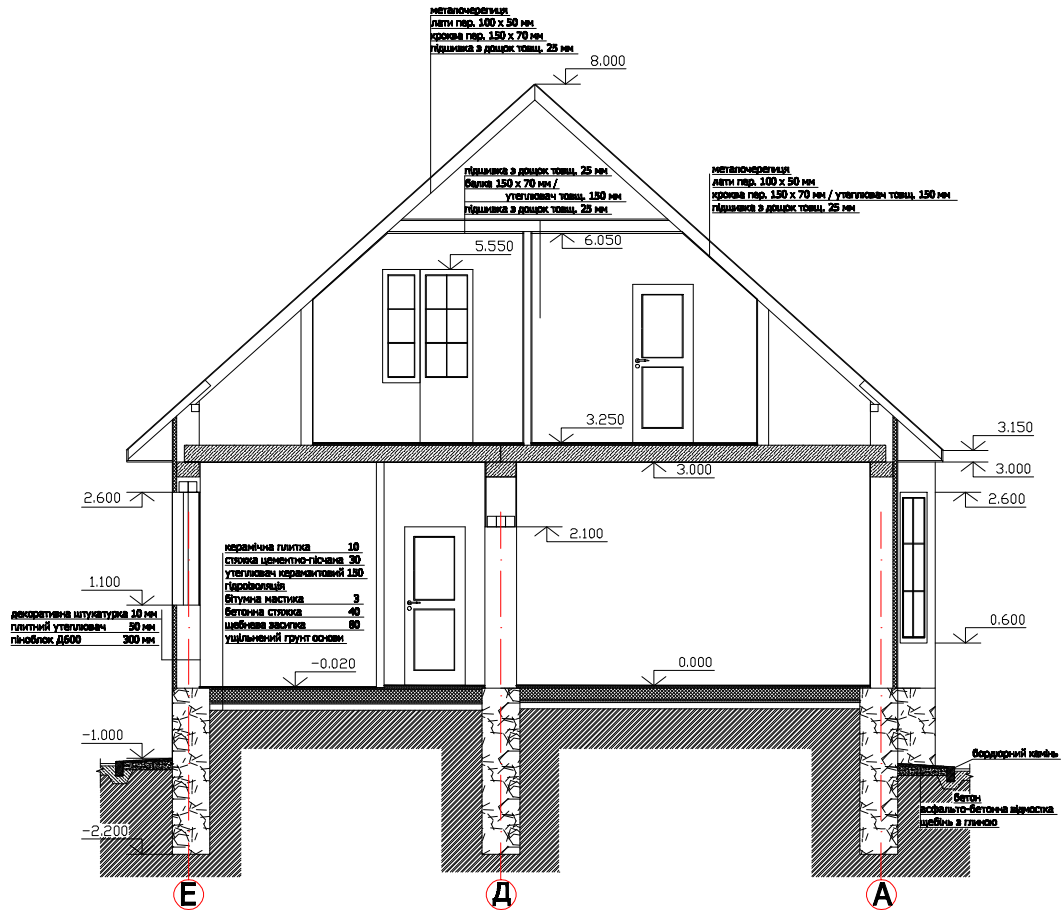 металочерепиця
лати пер. 100 х 50 мм
кроква пер. 150 х 70 мм
підшивка з дощок товщ. 25 мм
8.000
підшивка з дощок товщ. 25 мм
балка 150 х 70 мм /
утеплювач товщ. 150 мм
підшивка з дощок товщ. 25 мм
металочерепиця
лати пер. 100 х 50 мм
кроква пер. 150 х 70 мм / утеплювач товщ. 150 мм
підшивка з дощок товщ. 25 мм
5.550
6.050
3.250
3.150
3.000
3.000
2.600
2.600
2.100
керамічна плитка 10
стяжка цементно-пісчана 30
утеплювач керамзитовий 150
гідроізоляція
бітумна мастика 3
бетонна стяжка 40
щебнева засипка 60
ущільнений грунт основи
1.100
декоративна штукатурка 10 мм
плитний утеплювач 50 мм
піноблок Д600 300 мм
0.600
-0.020
0.000
-1.000
бордюрний камінь
бетон
асфальто-бетонна відмостка
щебінь з глиною
-2.200
Е
Д
А